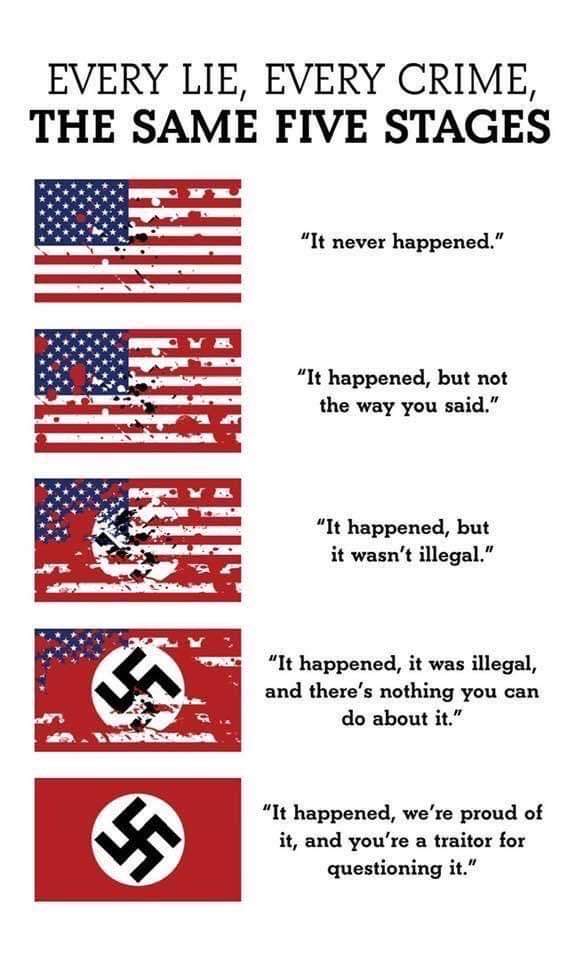 EVERY LIE, EVERY CRIME,
THE SAME FIVE STAGES
“It never happened.”
“It happened, but not
the way you said.”
“It happened, but
it wasn’t illegal.”
“It happened, it was illegal,
and there’s nothing you can
do about it.”
“It happened, we’re proud of
it, and you’re a traitor for
questioning it.”